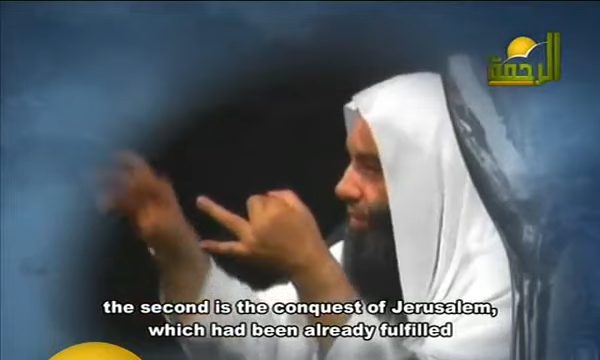 الرحمة
the second is the conquest of Jerusalem,
which had been already fulfilled